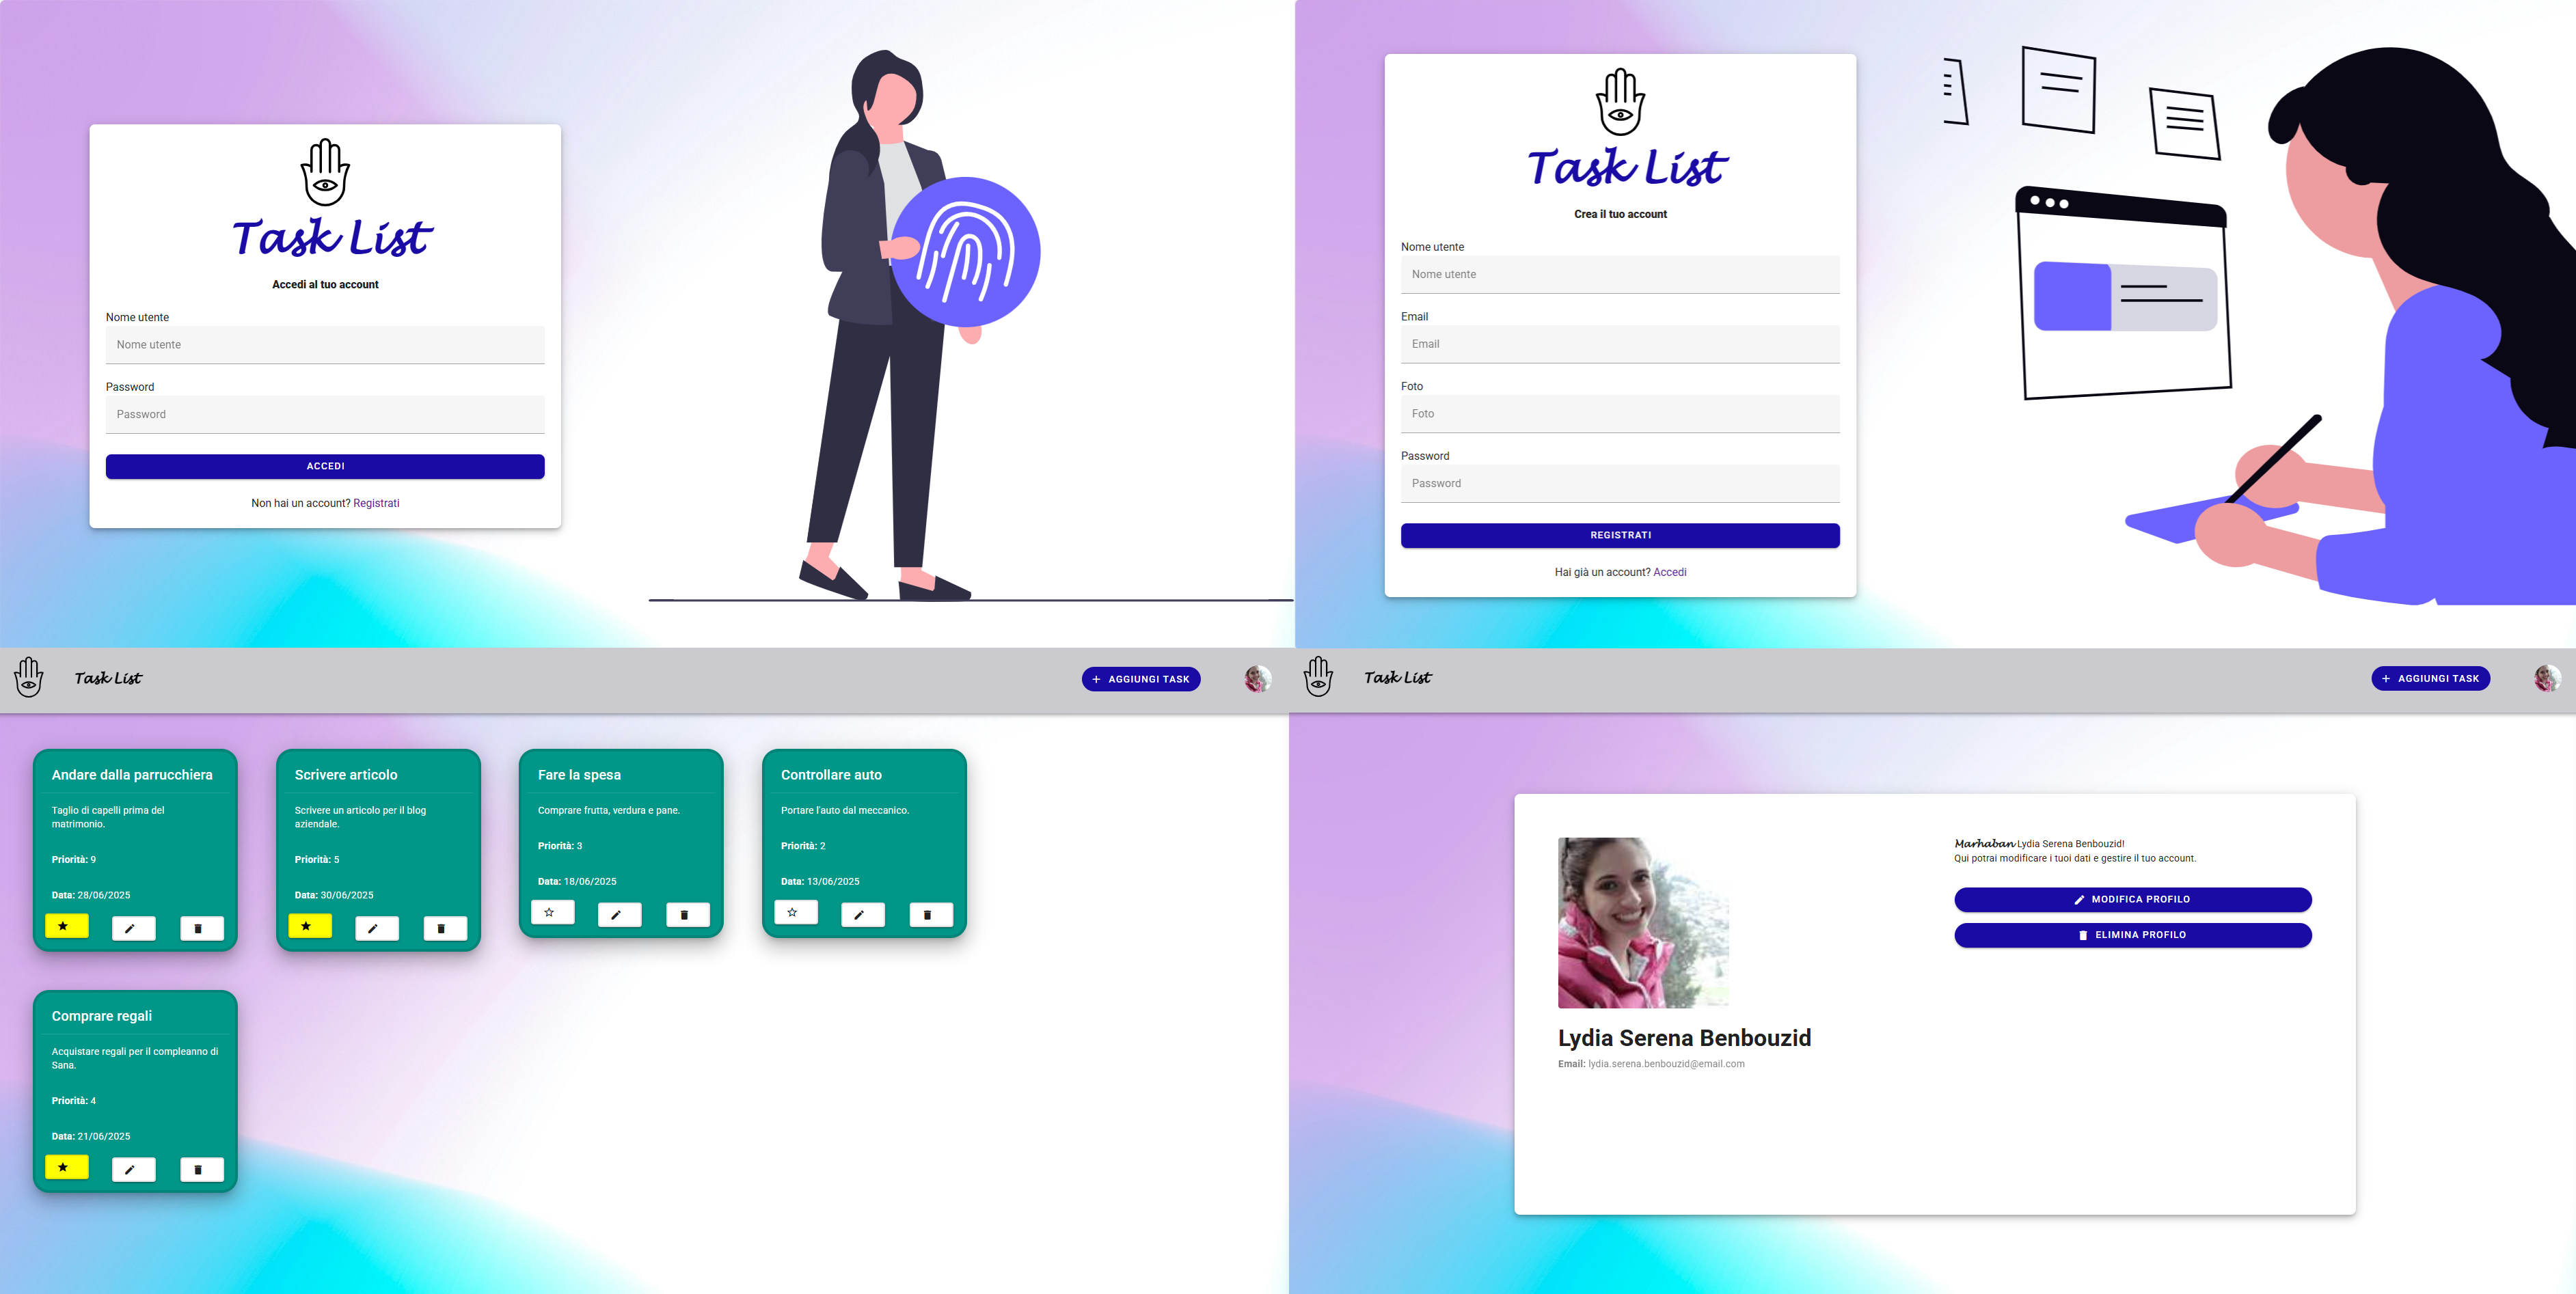 Task List
Accedi al tuo account
Nome utente
Nome utente
Password
Password
ACCEDI
Non hai un account? Registrati
Task List
Crea il tuo account
Nome utente
Nome utente
Email
Email
Foto
Foto
Password
Password
REGISTRATI
Hai già un account? Accedi
Task List
AGGIUNGI TASK
Andare dalla parrucchiera
Taglio di capelli prima del
matrimonio.
Priorità: 9
Data: 28/06/2025
Scrivere articolo
Scrivere un articolo per il blog
aziendale.
Priorità: 5
Data: 30/06/2025
Fare la spesa
Comprare frutta, verdura e pane.
Priorità: 3
Data: 18/06/2025
Controllare auto
Portare l'auto dal meccanico.
Priorità: 2
Data: 13/06/2025
Comprare regali
Acquistare regali per il compleanno di
Sana.
Priorità: 4
Data: 21/06/2025
Task List
AGGIUNGI TASK
Lydia Serena Benbouzid
Email: lydia.serena.benbouzid@email.com
Marhaban Lydia Serena Benbouzid!
Qui potrai modificare i tuoi dati e gestire il tuo account.
MODIFICA PROFILO
ELIMINA PROFILO